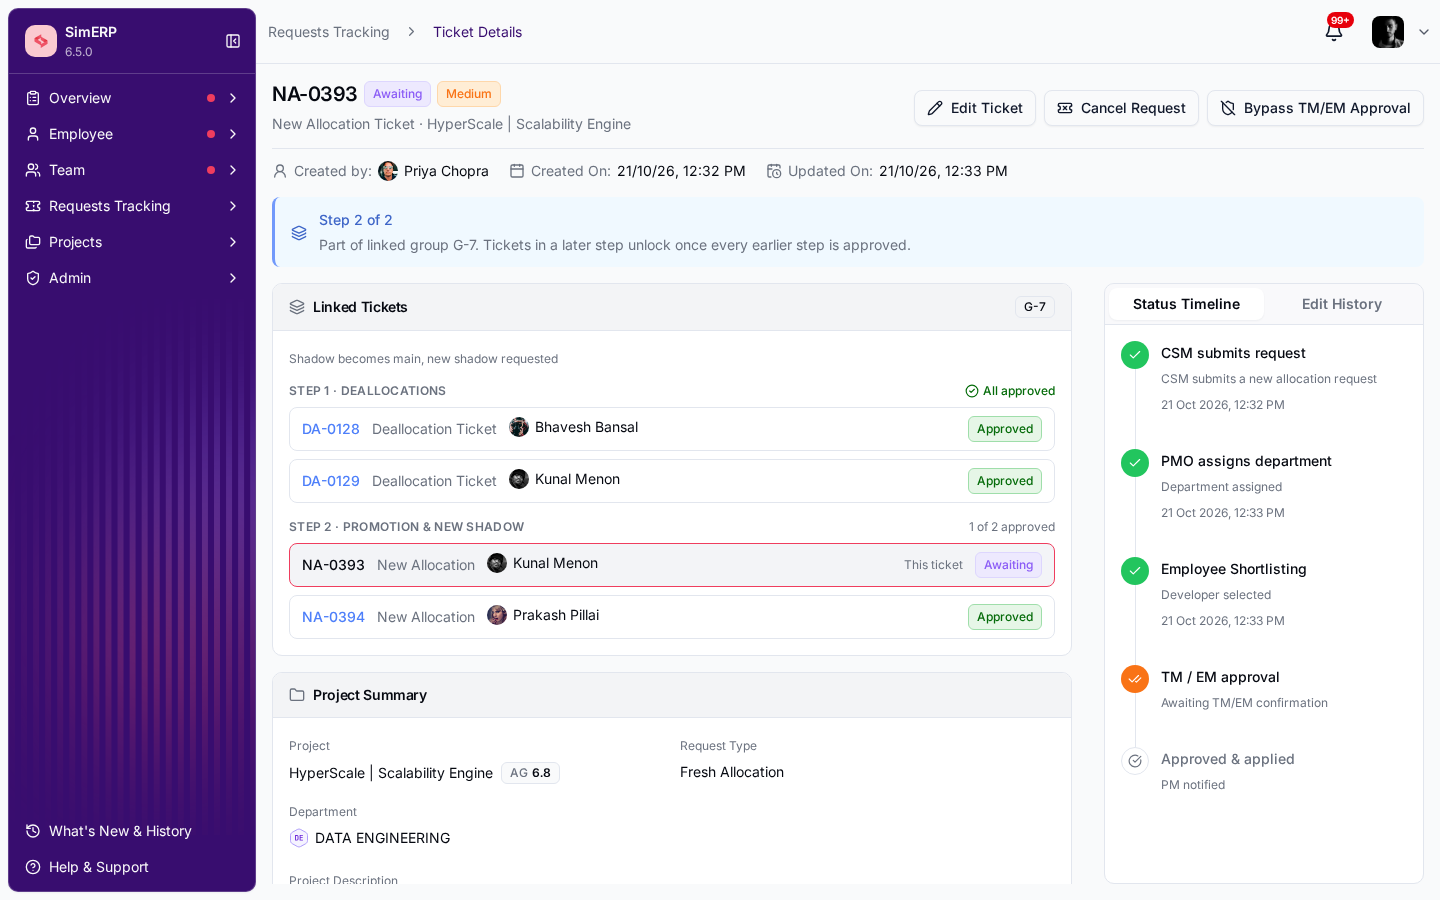 SimERP
6.5.0
Overview
Employee
Team
Requests Tracking
Projects
Admin
What's New & History
Help & Support
Requests Tracking > Ticket Details
99+
NA-0393 Awaiting Medium
New Allocation Ticket · HyperScale | Scalability Engine
Edit Ticket
Cancel Request
Bypass TM/EM Approval
Created by: Priya Chopra Created On: 21/10/26, 12:32 PM Updated On: 21/10/26, 12:33 PM
Step 2 of 2
Part of linked group G-7. Tickets in a later step unlock once every earlier step is approved.
Linked Tickets G-7
Shadow becomes main, new shadow requested
STEP 1 · DEALLOCATIONS All approved
DA-0128 Deallocation Ticket Bhavesh Bansal Approved
DA-0129 Deallocation Ticket Kunal Menon Approved
STEP 2 · PROMOTION & NEW SHADOW 1 of 2 approved
NA-0393 New Allocation Kunal Menon This ticket Awaiting
NA-0394 New Allocation Prakash Pillai Approved
Project Summary
Project
HyperScale | Scalability Engine AG 6.8
Request Type
Fresh Allocation
Department
DE DATA ENGINEERING
Project Description
Status Timeline Edit History
CSM submits request
CSM submits a new allocation request
21 Oct 2026, 12:32 PM
PMO assigns department
Department assigned
21 Oct 2026, 12:33 PM
Employee Shortlisting
Developer selected
21 Oct 2026, 12:33 PM
TM / EM approval
Awaiting TM/EM confirmation
Approved & applied
PM notified